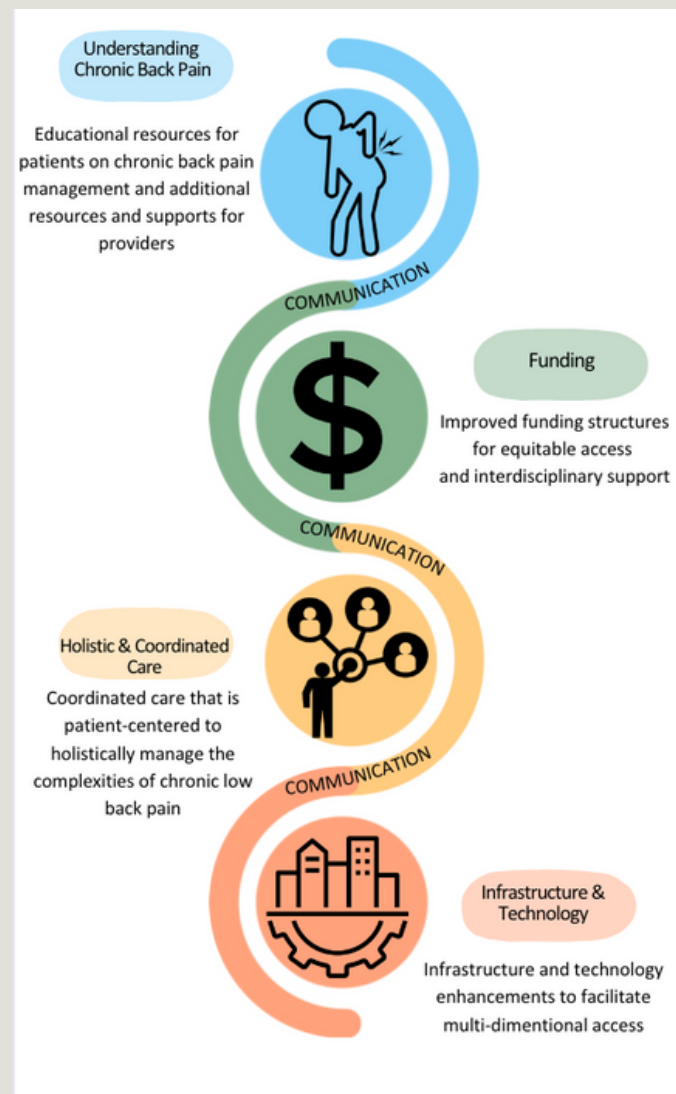 Understanding
Chronic Back Pain
Educational resources for
patients on chronic back pain
management and additional
resources and supports for
providers
COMMUNICATION
$
Funding
Improved funding structures
for equitable access
and interdisciplinary support
COMMUNICATION
Holistic & Coordinated
Care
Coordinated care that is
patient-centered to
holistically manage the
complexities of chronic low
back pain
COMMUNICATION
Infrastructure &
Technology
Infrastructure and technology
enhancements to facilitate
multi-dimentional access